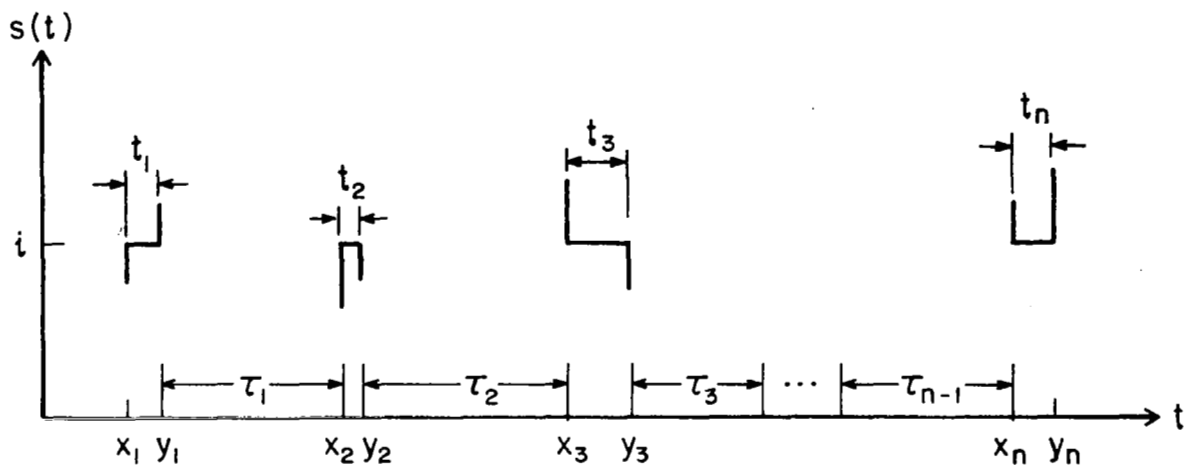 s(t)
t₁
t₂
t₃
tₙ
i
τ₁ τ₂ τ₃ ... τₙ₋₁
t
x₁ y₁ x₂ y₂ x₃ y₃ xₙ yₙ